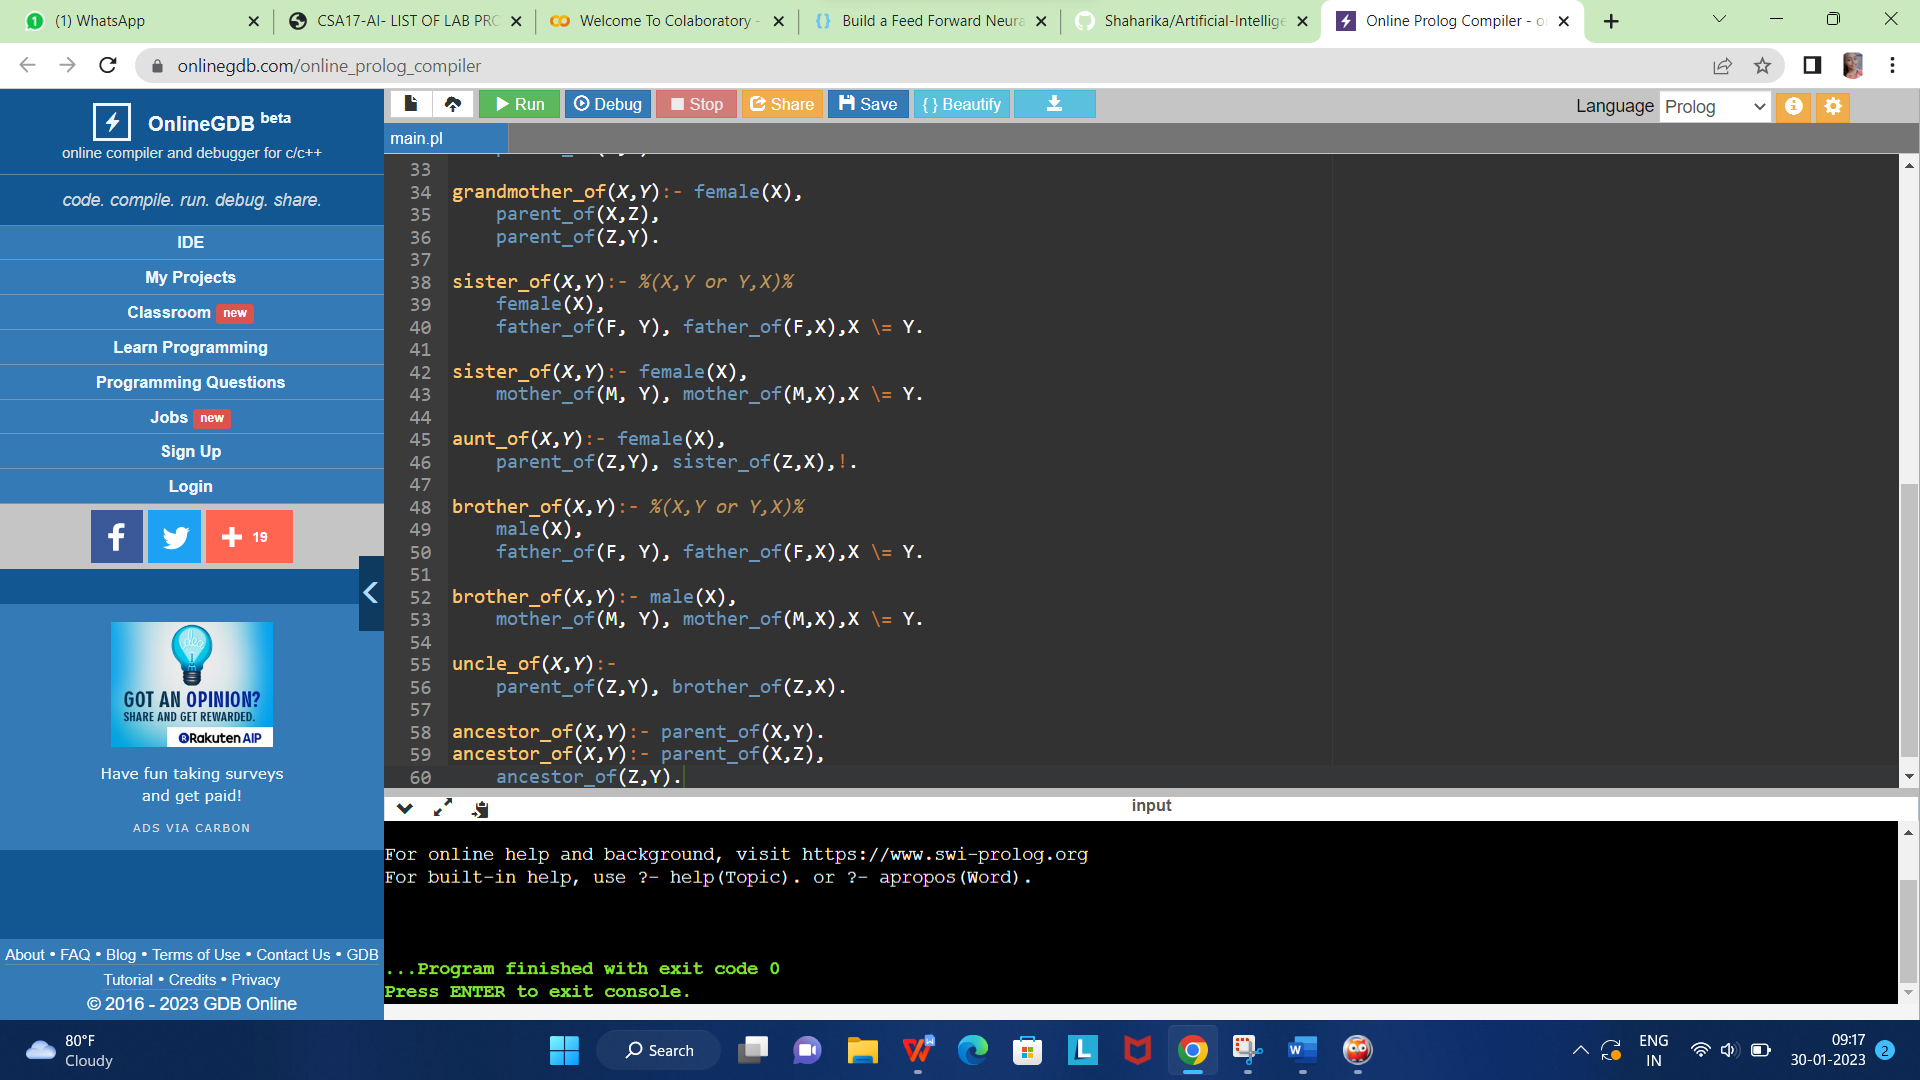 (1) WhatsApp
CSA17-AI- LIST OF LAB PRO
Welcome To Colaboratory -
Build a Feed Forward Neura
Shaharika/Artificial-Intellige
Online Prolog Compiler - o
onlinegdb.com/online_prolog_compiler
OnlineGDB beta
online compiler and debugger for c/c++
code. compile. run. debug. share.
IDE
My Projects
Classroom new
Learn Programming
Programming Questions
Jobs new
Sign Up
Login
19
GOT AN OPINION?
SHARE AND GET REWARDED.
Rakuten AIP
Have fun taking surveys
and get paid!
ADS VIA CARBON
About • FAQ • Blog • Terms of Use • Contact Us • GDB
Tutorial • Credits • Privacy
© 2016 - 2023 GDB Online
Run Debug Stop Share Save { } Beautify
Language Prolog
main.pl
33
34 grandmother_of(X,Y):- female(X),
35 parent_of(X,Z),
36 parent_of(Z,Y).
37
38 sister_of(X,Y):- %(X,Y or Y,X)%
39 female(X),
40 father_of(F, Y), father_of(F,X),X \= Y.
41
42 sister_of(X,Y):- female(X),
43 mother_of(M, Y), mother_of(M,X),X \= Y.
44
45 aunt_of(X,Y):- female(X),
46 parent_of(Z,Y), sister_of(Z,X),!.
47
48 brother_of(X,Y):- %(X,Y or Y,X)%
49 male(X),
50 father_of(F, Y), father_of(F,X),X \= Y.
51
52 brother_of(X,Y):- male(X),
53 mother_of(M, Y), mother_of(M,X),X \= Y.
54
55 uncle_of(X,Y):-
56 parent_of(Z,Y), brother_of(Z,X).
57
58 ancestor_of(X,Y):- parent_of(X,Y).
59 ancestor_of(X,Y):- parent_of(X,Z),
60 ancestor_of(Z,Y).
input
For online help and background, visit https://www.swi-prolog.org
For built-in help, use ?- help(Topic). or ?- apropos(Word).
...Program finished with exit code 0
Press ENTER to exit console.
80°F
Cloudy
Search
ENG
IN
09:17
30-01-2023
2